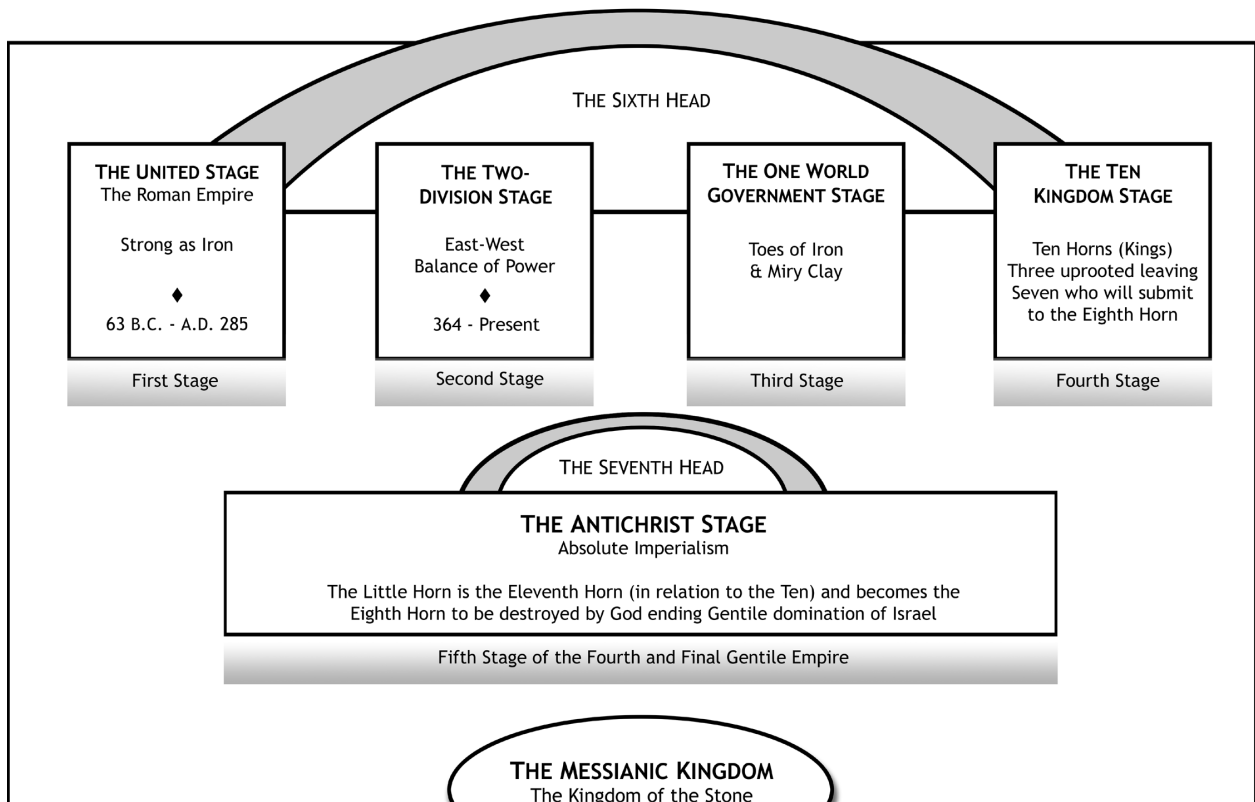 THE SIXTH HEAD
THE UNITED STAGE
The Roman Empire
Strong as Iron
63 B.C. - A.D. 285
First Stage
THE TWO-
DIVISION STAGE
East-West
Balance of Power
364 - Present
Second Stage
THE ONE WORLD
GOVERNMENT STAGE
Toes of Iron
& Miry Clay
Third Stage
THE TEN
KINGDOM STAGE
Ten Horns (Kings)
Three uprooted leaving
Seven who will submit
to the Eighth Horn
Fourth Stage
THE SEVENTH HEAD
THE ANTICHRIST STAGE
Absolute Imperialism
The Little Horn is the Eleventh Horn (in relation to the Ten) and becomes the
Eighth Horn to be destroyed by God ending Gentile domination of Israel
Fifth Stage of the Fourth and Final Gentile Empire
THE MESSIANIC KINGDOM
The Kingdom of the Stone